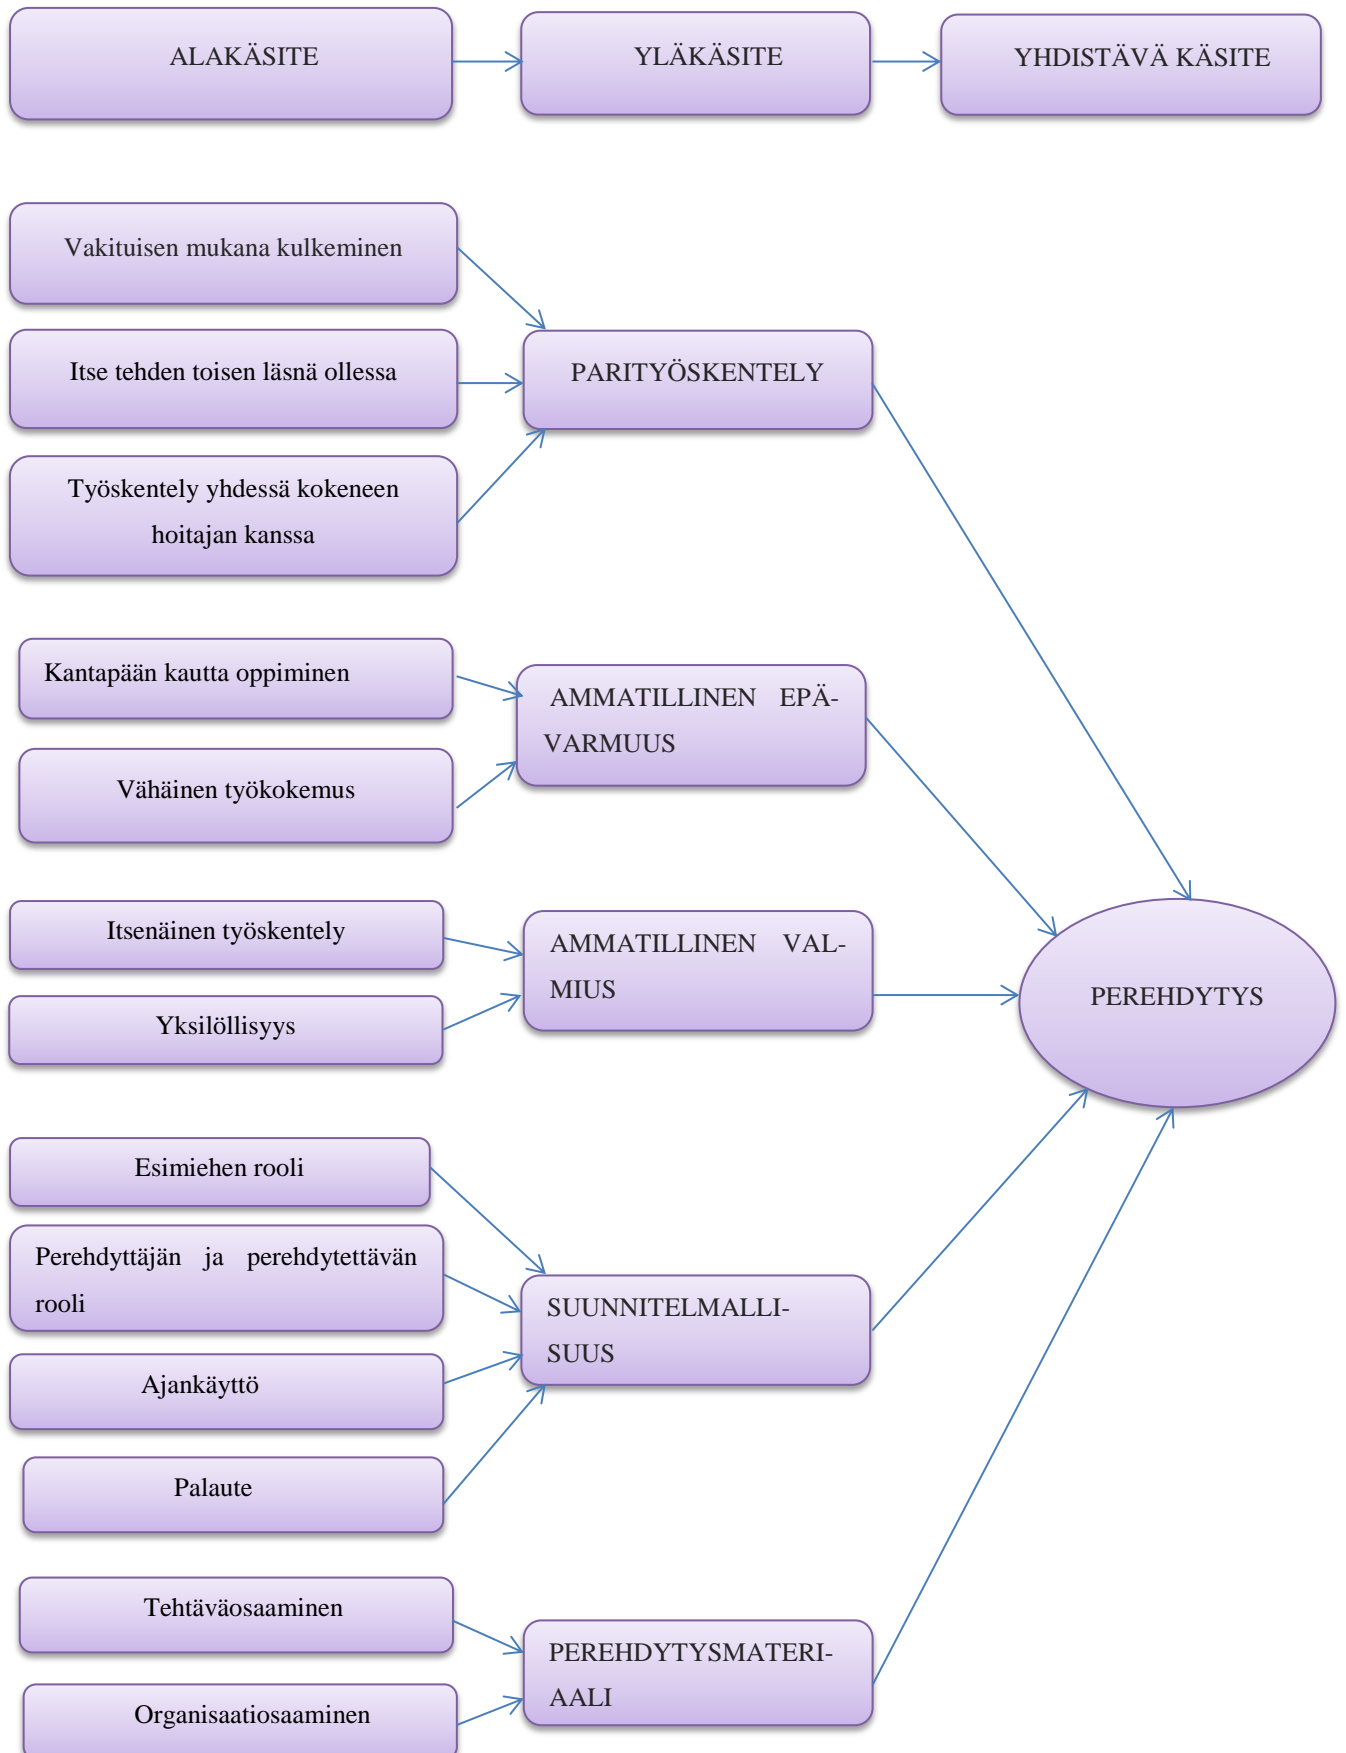 ALAKÄSITE
YLÄKÄSITE
YHDISTÄVÄ KÄSITE
Vakituisen mukana kulkeminen
Itse tehden toisen läsnä ollessa
Työskentely yhdessä kokeneen
hoitajan kanssa
PARITYÖSKENTELY
Kantapään kautta oppiminen
Vähäinen työkokemus
AMMATILLINEN EPÄ-
VARMUUS
Itsenäinen työskentely
Yksilöllisyys
AMMATILLINEN VAL-
MIUS
PEREHDYTYS
Esimiehen rooli
Perehdyttäjän ja perehdytettävän
rooli
Ajankäyttö
Palaute
SUUNNITELMALLI-
SUUS
Tehtäväosaaminen
Organisaatiosaaminen
PEREHDYTYSMATERI-
AALI